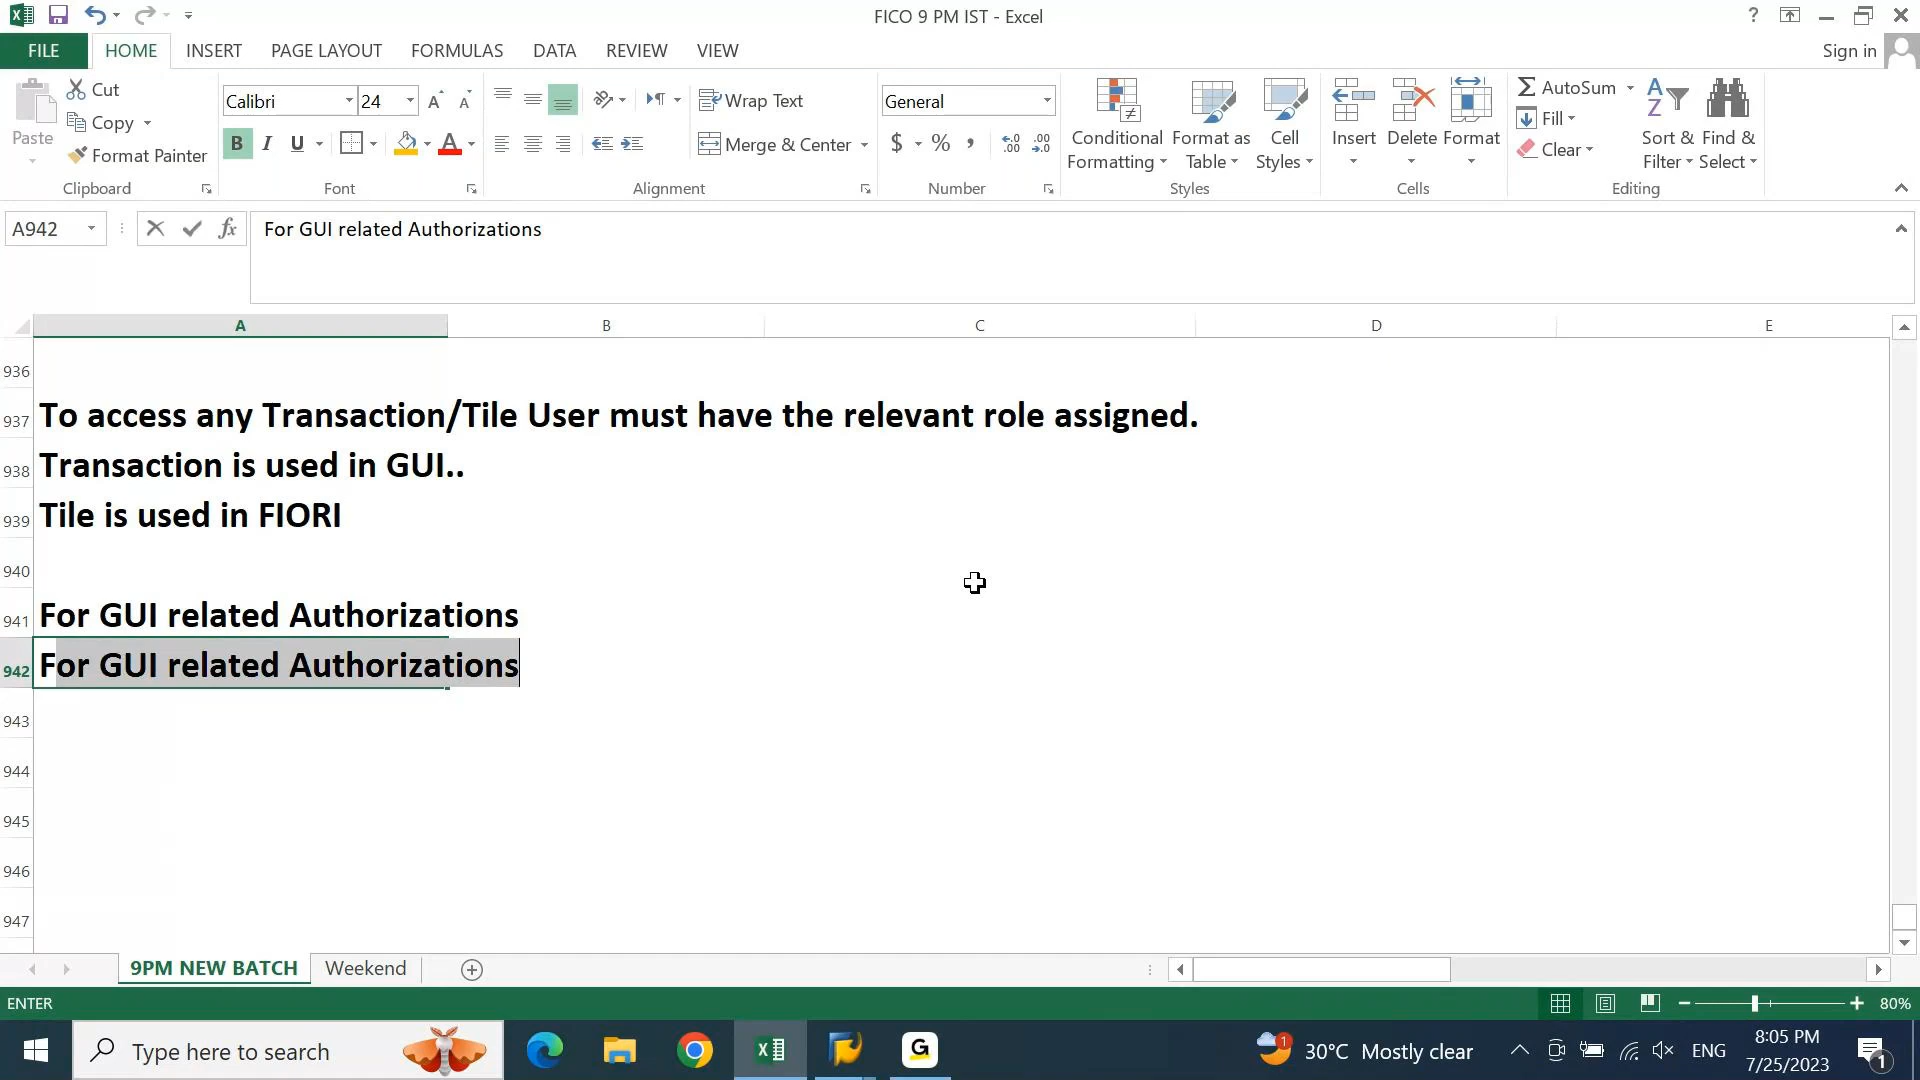 FICO 9 PM IST - Excel
?
FILE
HOME
INSERT
PAGE LAYOUT
FORMULAS
DATA
REVIEW
VIEW
Sign in
Paste
Cut
Copy
Format Painter
Clipboard
Calibri
24
B
I
U
Font
Wrap Text
Merge & Center
Alignment
General
$
%
,
Number
Conditional Formatting
Format as Table
Cell Styles
Styles
Insert
Delete
Format
Cells
AutoSum
Fill
Clear
Sort & Filter
Find & Select
Editing
A942
fx
For GUI related Authorizations
A
B
C
D
E
936
937 To access any Transaction/Tile User must have the relevant role assigned.
938 Transaction is used in GUI..
939 Tile is used in FIORI
940
941 For GUI related Authorizations
942 For GUI related Authorizations
943
944
945
946
947
9PM NEW BATCH
Weekend
ENTER
80%
Type here to search
30°C Mostly clear
ENG
8:05 PM
7/25/2023